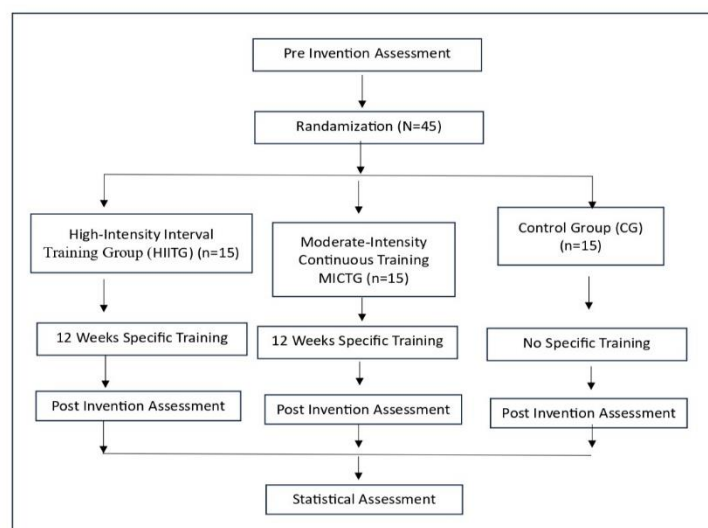 Pre Invention Assessment
Randamization (N=45)
High-Intensity Interval
Training Group (HIITG) (n=15)
Moderate-Intensity
Continuous Training
MICTG (n=15)
Control Group (CG)
(n=15)
12 Weeks Specific Training
12 Weeks Specific Training
No Specific Training
Post Invention Assessment
Post Invention Assessment
Post Invention Assessment
Statistical Assessment